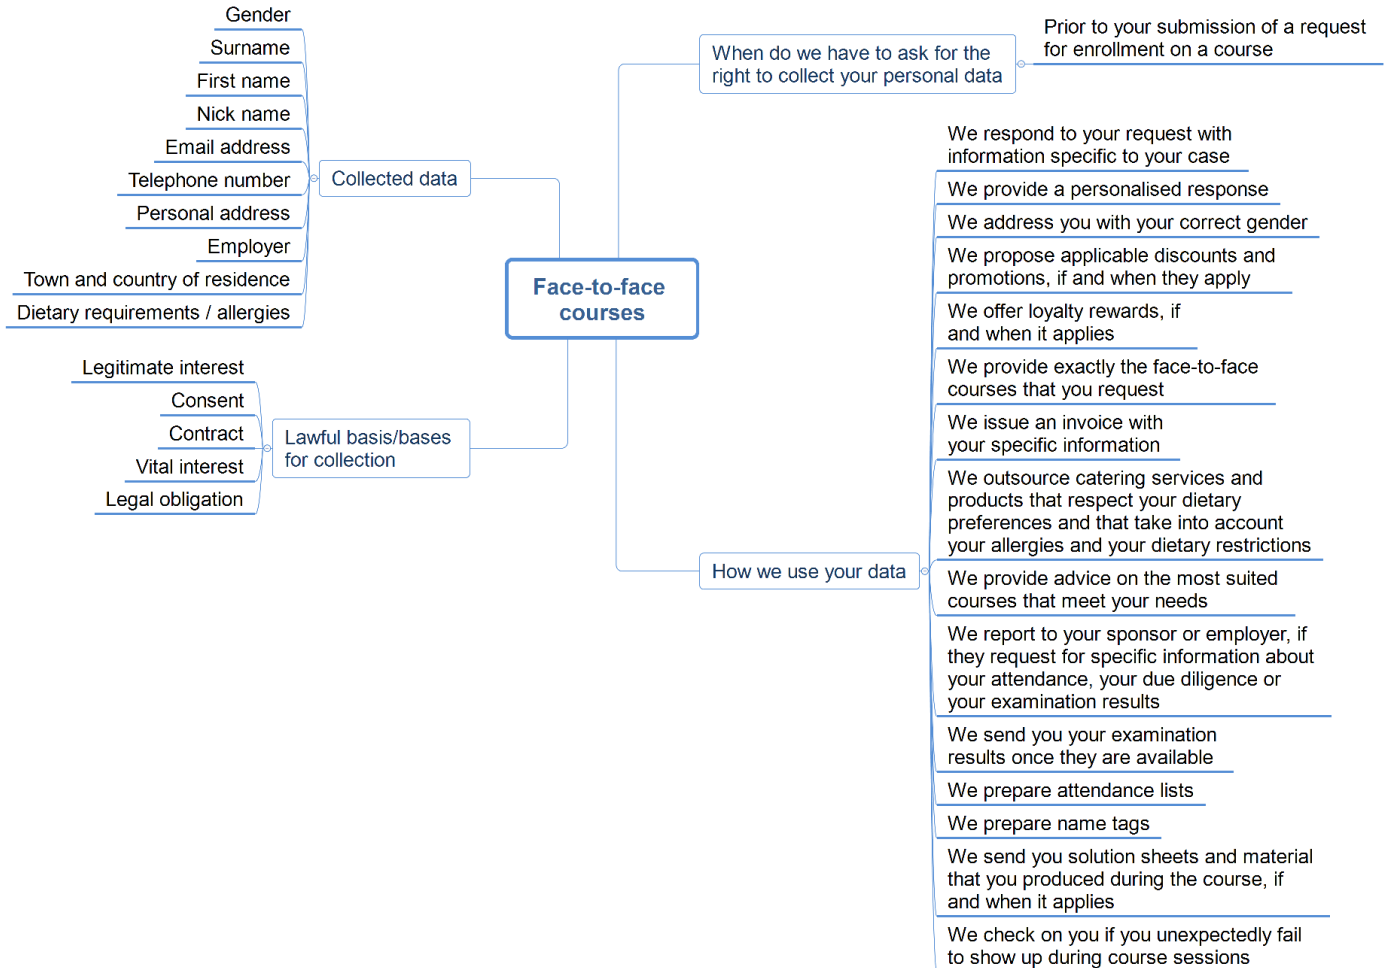 Gender
Surname
First name
Nick name
Email address
Telephone number
Personal address
Employer
Town and country of residence
Dietary requirements / allergies
Collected data
Legitimate interest
Consent
Contract
Vital interest
Legal obligation
Lawful basis/bases
for collection
Face-to-face
courses
When do we have to ask for the
right to collect your personal data
Prior to your submission of a request
for enrollment on a course
How we use your data
We respond to your request with
information specific to your case
We provide a personalised response
We address you with your correct gender
We propose applicable discounts and
promotions, if and when they apply
We offer loyalty rewards, if
and when it applies
We provide exactly the face-to-face
courses that you request
We issue an invoice with
your specific information
We outsource catering services and
products that respect your dietary
preferences and that take into account
your allergies and your dietary restrictions
We provide advice on the most suited
courses that meet your needs
We report to your sponsor or employer, if
they request for specific information about
your attendance, your due diligence or
your examination results
We send you your examination
results once they are available
We prepare attendance lists
We prepare name tags
We send you solution sheets and material
that you produced during the course, if
and when it applies
We check on you if you unexpectedly fail
to show up during course sessions